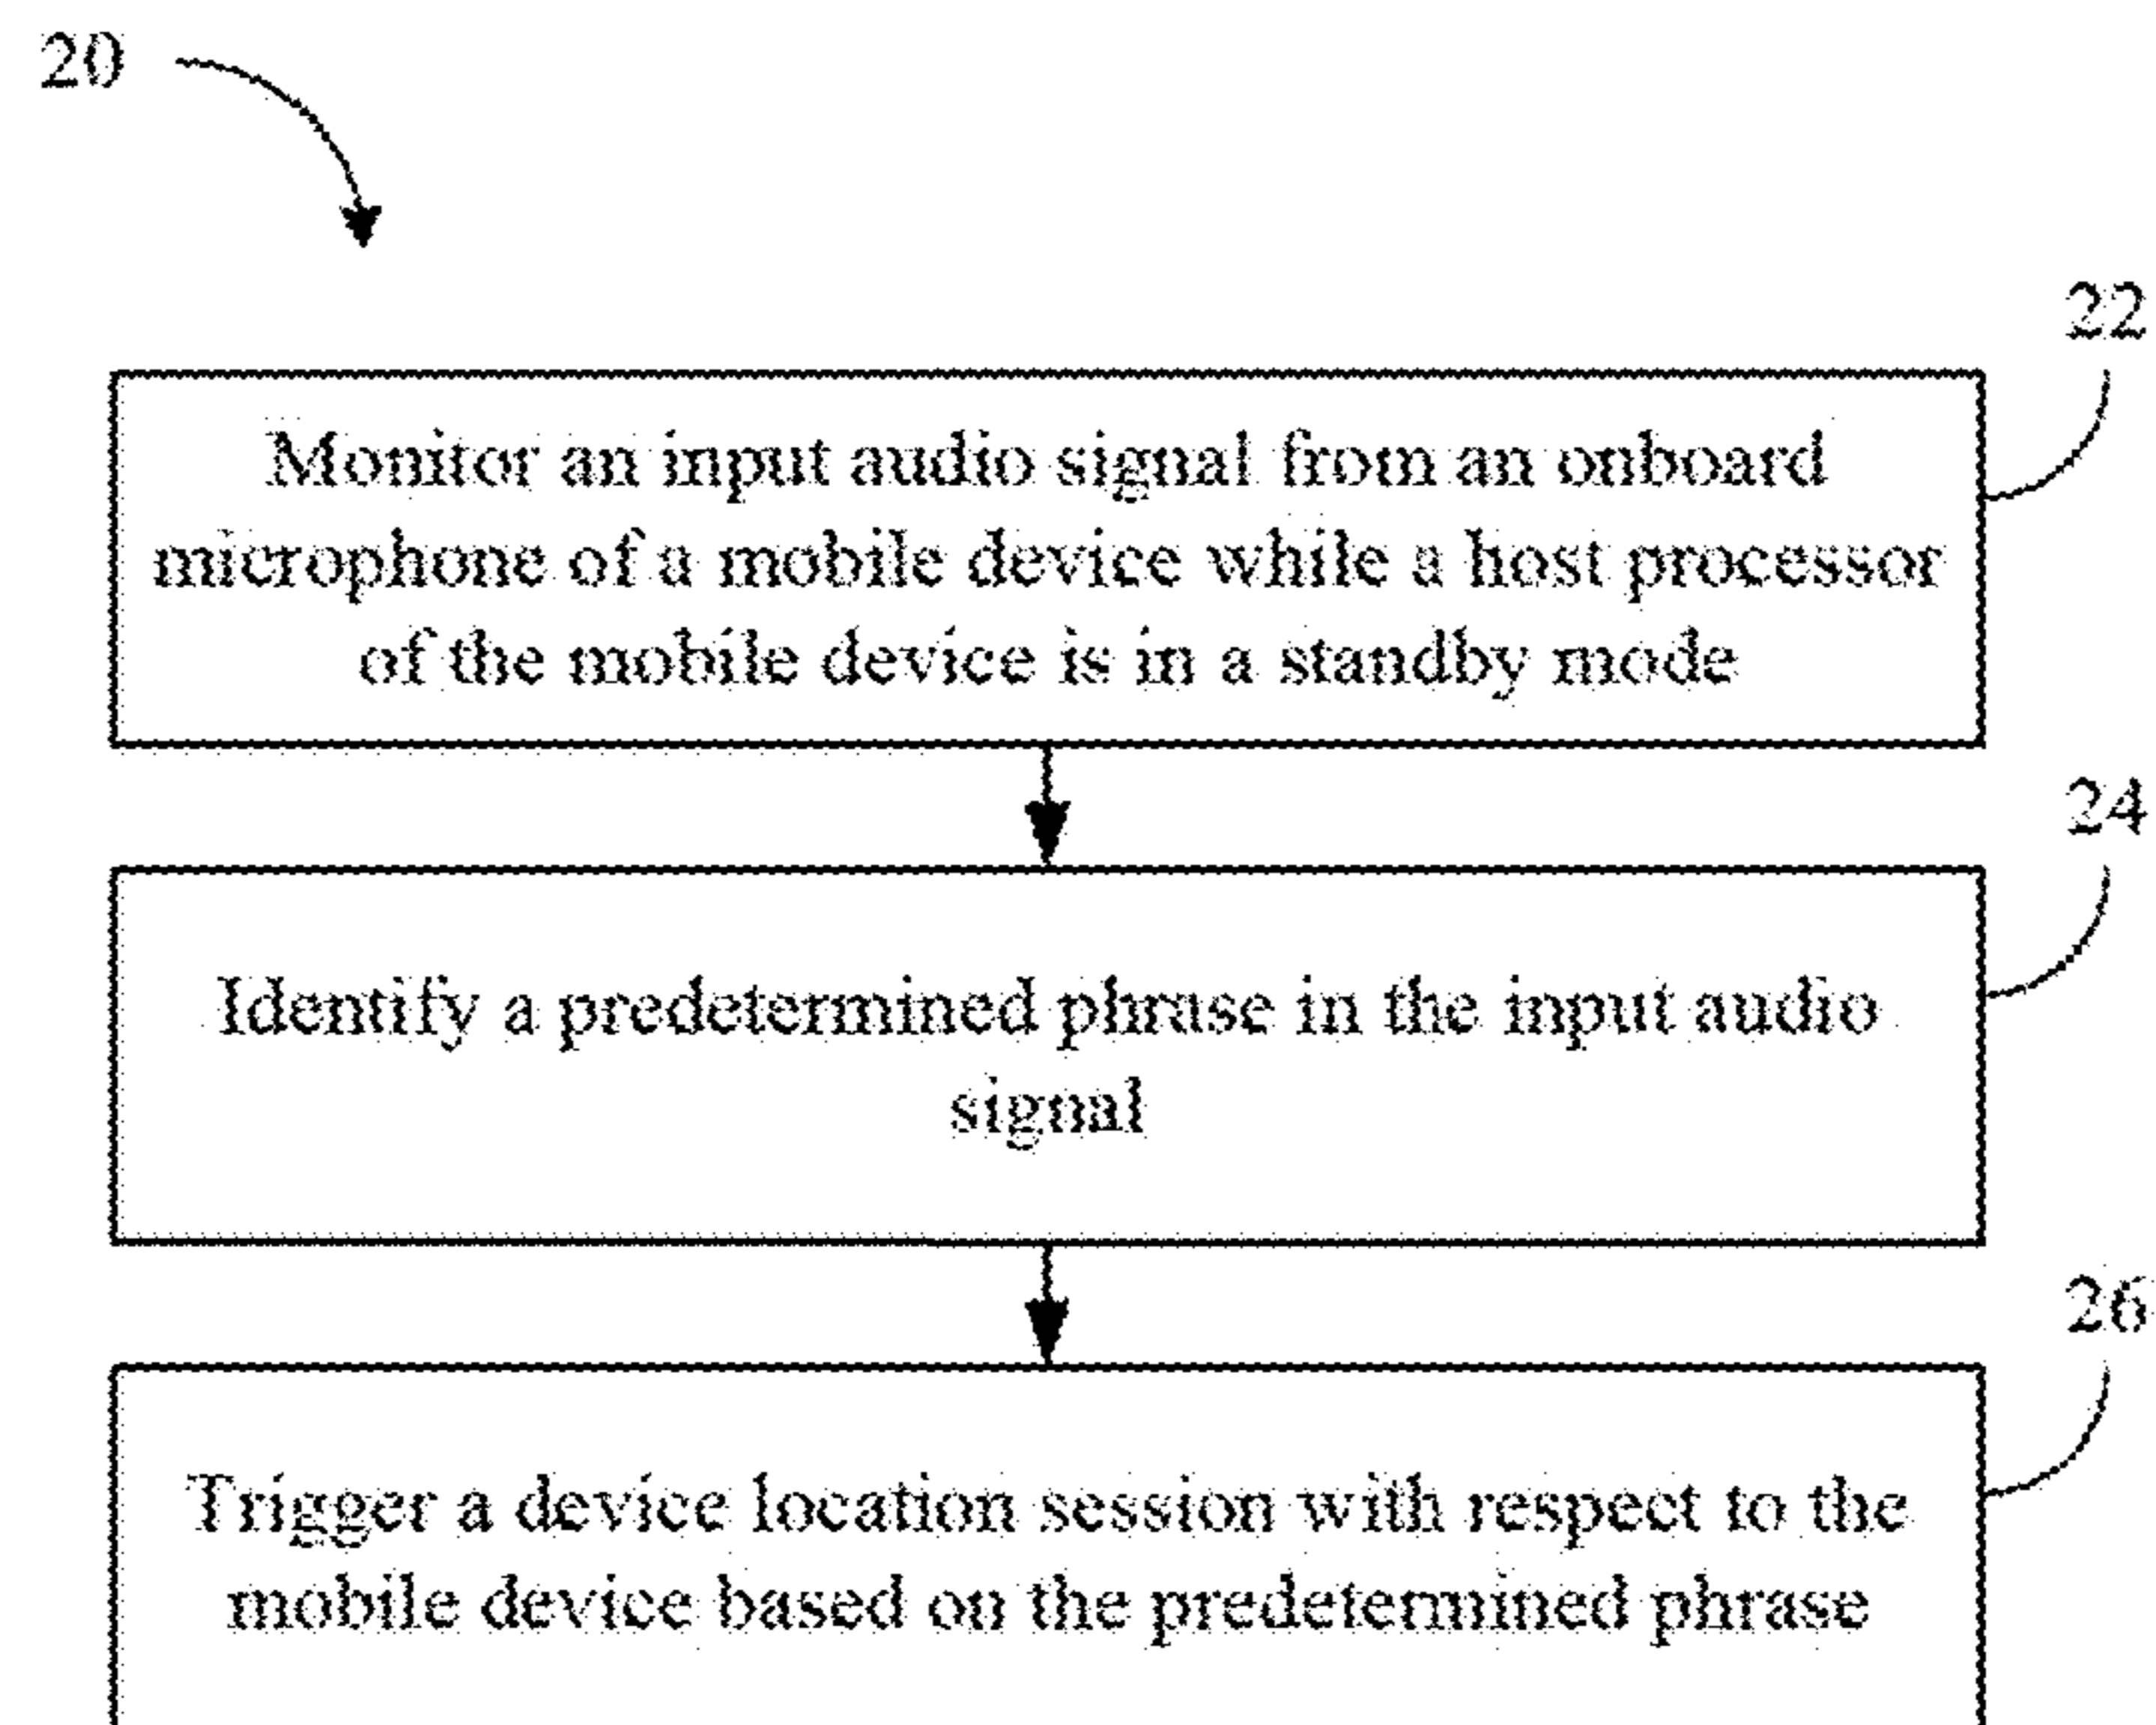 20
22
Monitor an input audio signal from an onboard
microphone of a mobile device while a host processor
of the mobile device is in a standby mode
24
Identify a predetermined phrase in the input audio
signal
26
Trigger a device location session with respect to the
mobile device based on the predetermined phrase